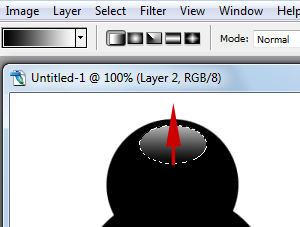 Image Layer Select Filter View Window Help
Mode: Normal
Untitled-1 @ 100% (Layer 2, RGB/8)